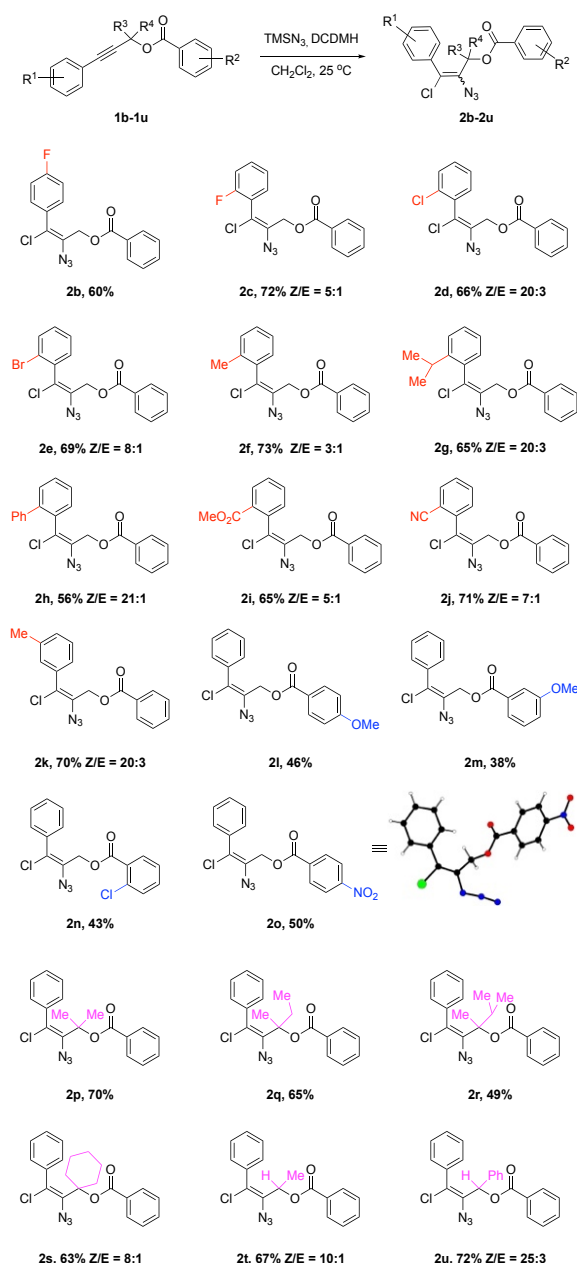 R³ R⁴
O
O
R¹
R²
1b-1u
TMSN₃, DCDMH
CH₂Cl₂, 25 ºC
R¹
R³ R⁴
O
O
R²
Cl
N₃
2b-2u
F
O
Cl
O
N₃
2b, 60%
F
O
Cl
O
N₃
2c, 72% Z/E = 5:1
Cl
O
Cl
O
N₃
2d, 66% Z/E = 20:3
Br
O
Cl
O
N₃
2e, 69% Z/E = 8:1
Me
O
Cl
O
N₃
2f, 73% Z/E = 3:1
Me
Me
O
Cl
O
N₃
2g, 65% Z/E = 20:3
Ph
O
Cl
O
N₃
2h, 56% Z/E = 21:1
MeO₂C
O
Cl
O
N₃
2i, 65% Z/E = 5:1
NC
O
Cl
O
N₃
2j, 71% Z/E = 7:1
Me
O
Cl
O
N₃
2k, 70% Z/E = 20:3
O
Cl
O
N₃
OMe
2l, 46%
O
Cl
O
N₃
OMe
2m, 38%
O
Cl
O
N₃
Cl
2n, 43%
O
Cl
O
N₃
NO₂
2o, 50%
Me Me
O
Cl
O
N₃
2p, 70%
Me
Me
O
Cl
O
N₃
2q, 65%
Me
Me
Me
O
Cl
O
N₃
2r, 49%
O
Cl
O
N₃
2s, 63% Z/E = 8:1
H Me
O
Cl
O
N₃
2t, 67% Z/E = 10:1
H Ph
O
Cl
O
N₃
2u, 72% Z/E = 25:3